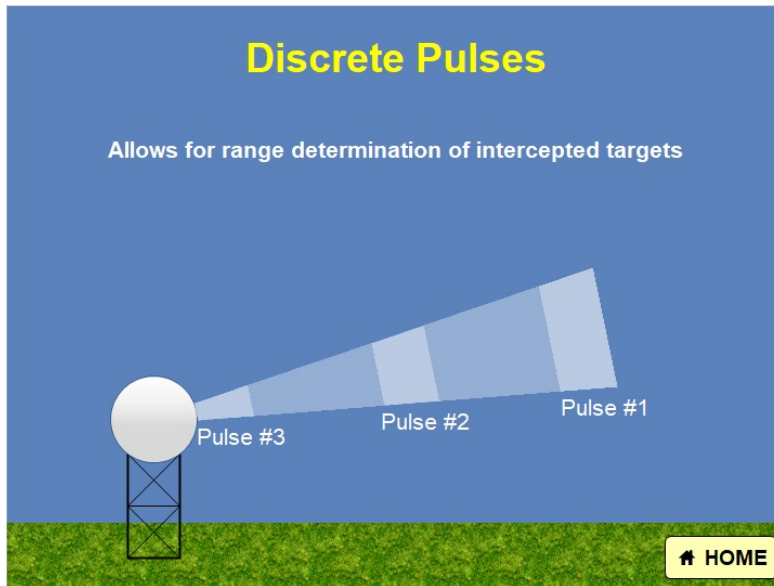 Discrete Pulses
Allows for range determination of intercepted targets
Pulse #1
Pulse #2
Pulse #3
HOME